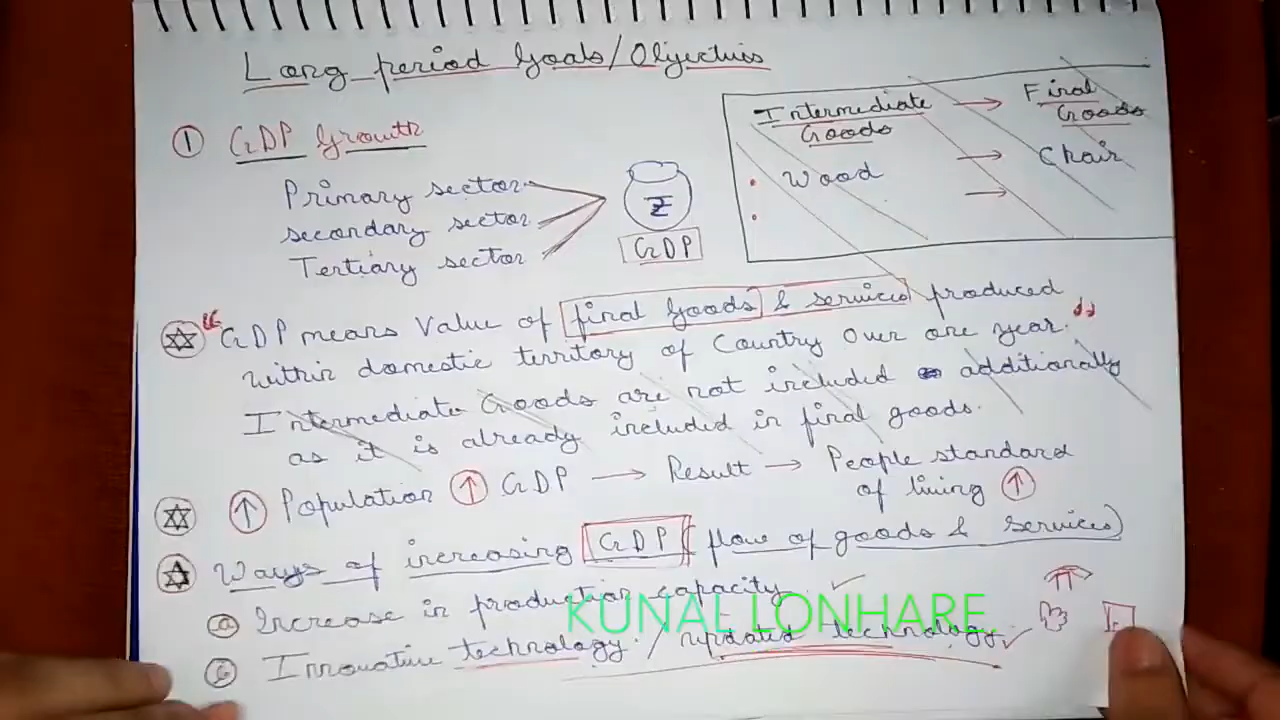 Long period Goals/Objectives
① GDP Growth
Primary sector
secondary sector
Tertiary sector
₹
GDP
Intermediate Goods → Final Goods
• Wood → Chair
• →
"GDP means Value of final Goods & services produced
within domestic territory of Country Over one year."
Intermediate Goods are not included additionally
as it is already included in final goods.
↑ Population ↑ GDP → Result → People standard
of living ↑
Ways of increasing GDP (flow of goods & services)
ⓐ Increase in production capacity. ✓
Innovative technology. / updated technology. ✓
KUNAL LONHARE.